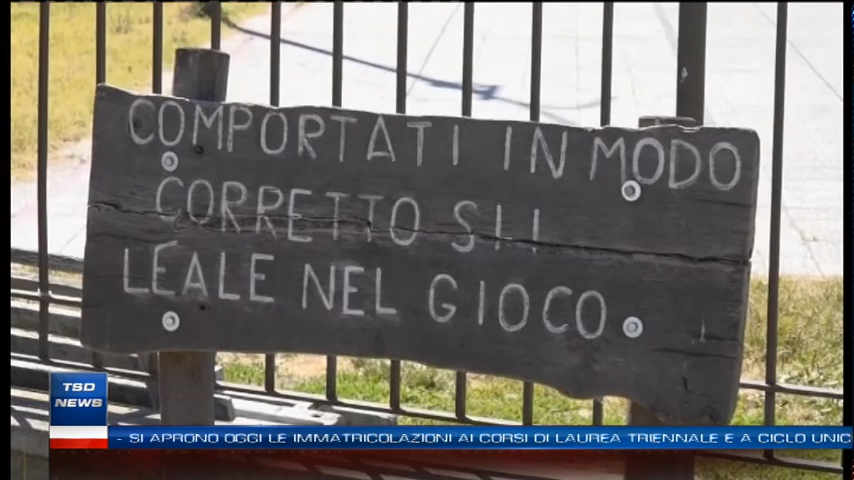 COMPORTATI IN MODO
CORRETTO SII
LEALE NEL GIOCO
TSD
NEWS
- SI APRONO OGGI LE IMMATRICOLAZIONI AI CORSI DI LAUREA TRIENNALE E A CICLO UNIC